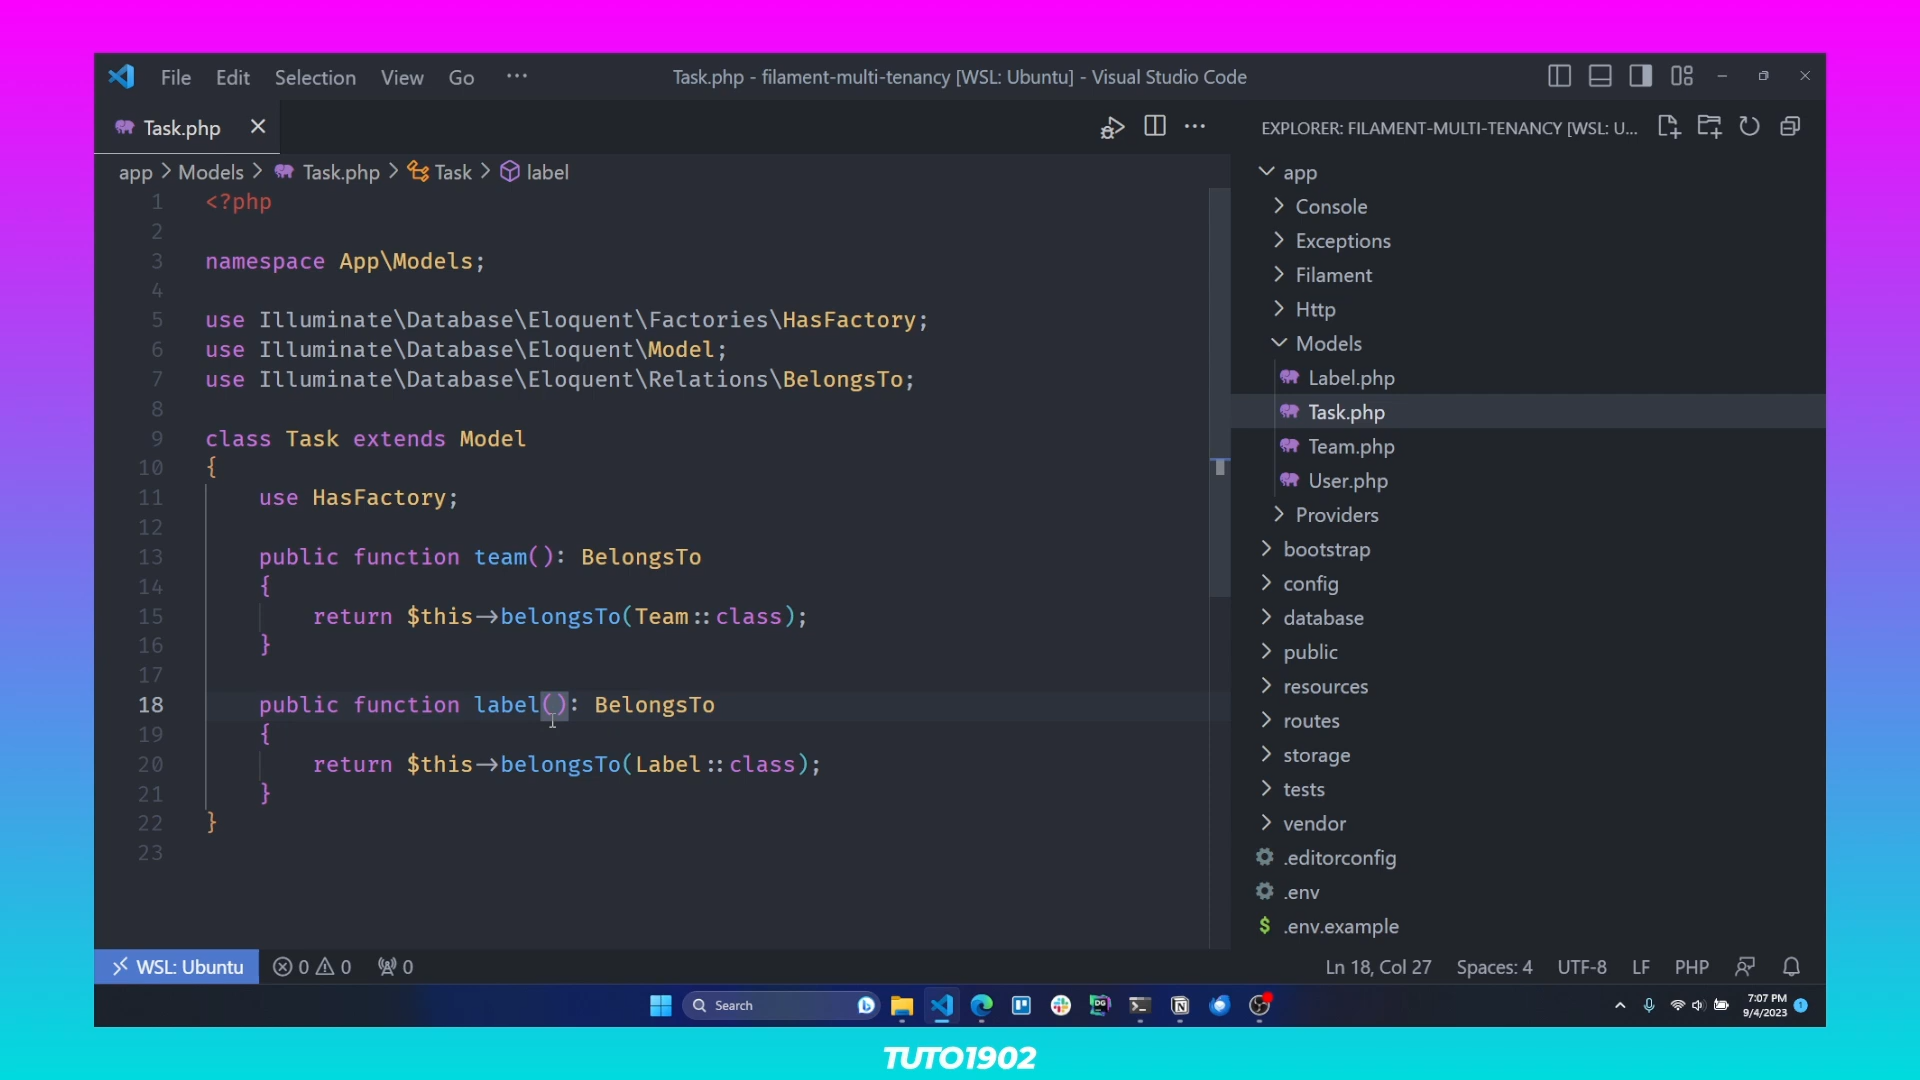 File Edit Selection View Go ...
Task.php - filament-multi-tenancy [WSL: Ubuntu] - Visual Studio Code
Task.php
app > Models > Task.php > Task > label
1 <?php
2
3 namespace App\Models;
4
5 use Illuminate\Database\Eloquent\Factories\HasFactory;
6 use Illuminate\Database\Eloquent\Model;
7 use Illuminate\Database\Eloquent\Relations\BelongsTo;
8
9 class Task extends Model
10 {
11     use HasFactory;
12
13     public function team(): BelongsTo
14     {
15         return $this->belongsTo(Team::class);
16     }
17
18     public function label(): BelongsTo
19     {
20         return $this->belongsTo(Label::class);
21     }
22 }
23
EXPLORER: FILAMENT-MULTI-TENANCY [WSL: U...
app
Console
Exceptions
Filament
Http
Models
Label.php
Task.php
Team.php
User.php
Providers
bootstrap
config
database
public
resources
routes
storage
tests
vendor
.editorconfig
.env
.env.example
WSL: Ubuntu 0 0 0 Ln 18, Col 27 Spaces: 4 UTF-8 LF PHP
Search
DG
7:07 PM
9/4/2023
1
TUTO1902